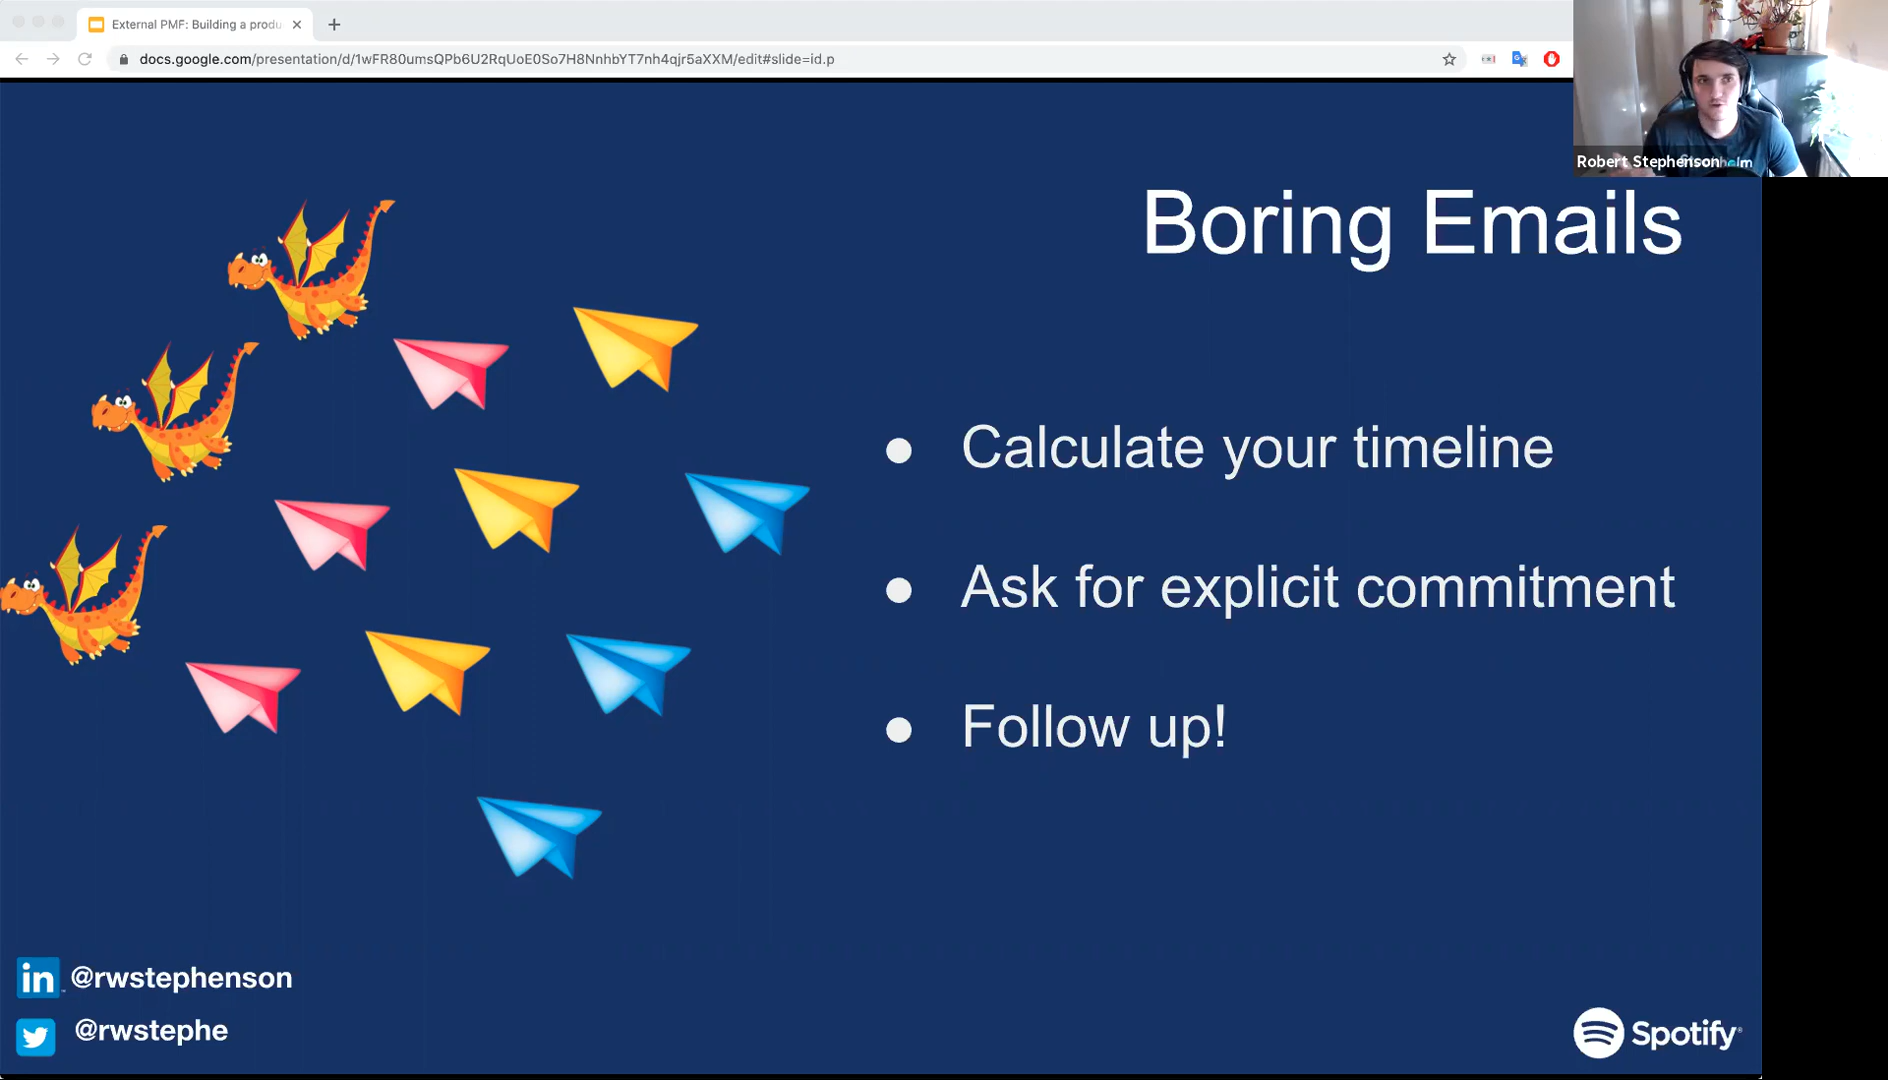 External PMF: Building a produ
docs.google.com/presentation/d/1wFR80umsQPb6U2RqUoE0So7H8NnhbYT7nh4qjr5aXXM/edit#slide=id.p
Robert Stephenson
Boring Emails
● Calculate your timeline
● Ask for explicit commitment
● Follow up!
in @rwstephenson
@rwstephe
Spotify